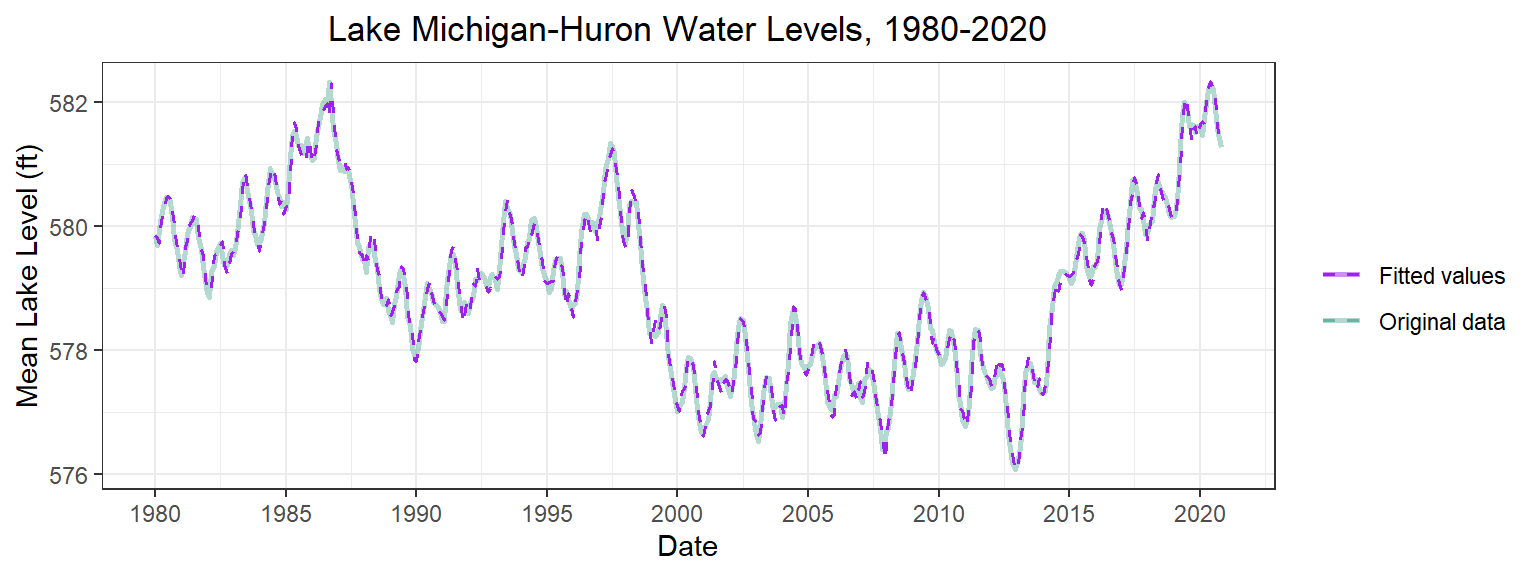 Lake Michigan-Huron Water Levels, 1980-2020
Mean Lake Level (ft)
582
580
578
576
1980 1985 1990 1995 2000 2005 2010 2015 2020
Date
Fitted values
Original data